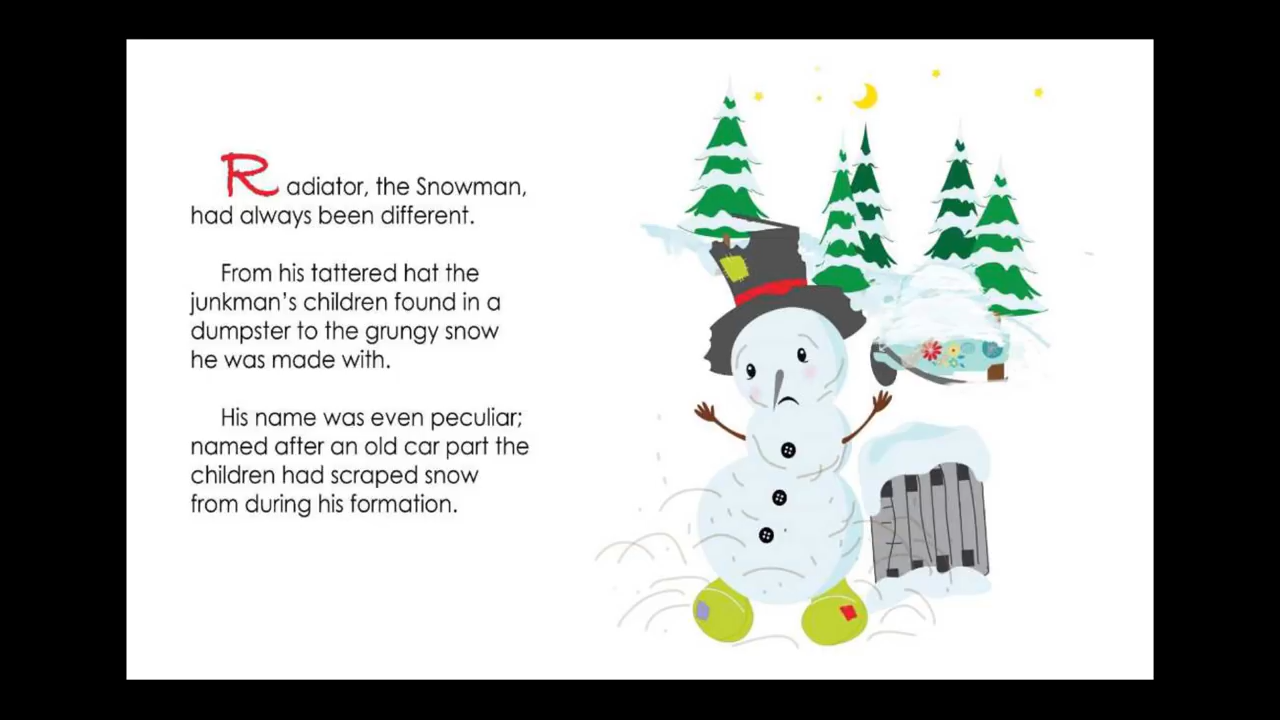 Radiator, the Snowman,
had always been different.
From his tattered hat the
junkman's children found in a
dumpster to the grungy snow
he was made with.
His name was even peculiar;
named after an old car part the
children had scraped snow
from during his formation.